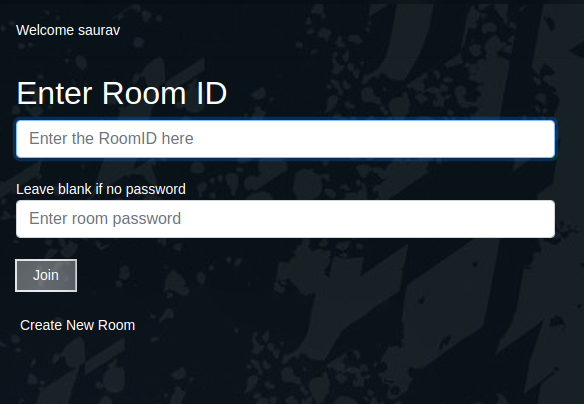 Welcome saurav
Enter Room ID
Enter the RoomID here
Leave blank if no password
Enter room password
Join
Create New Room